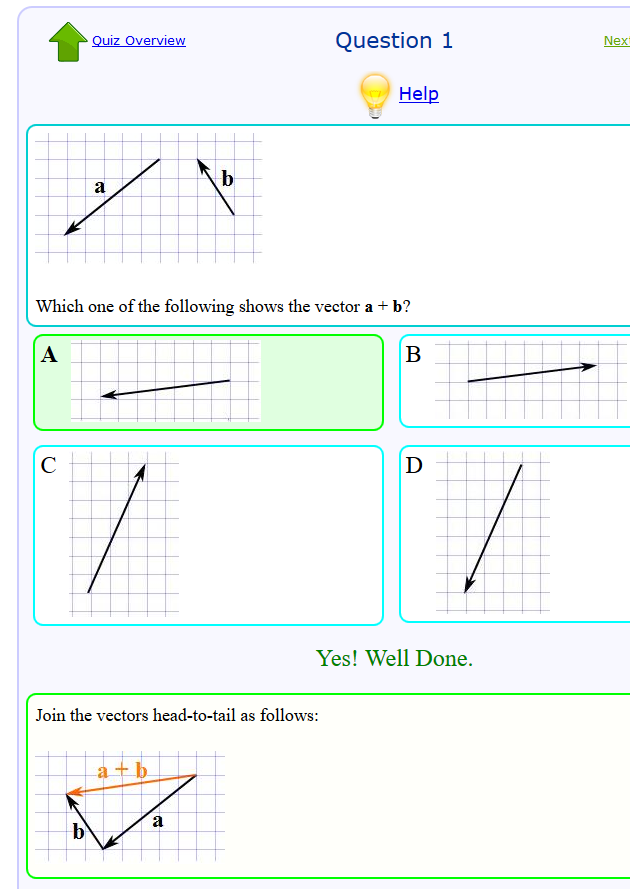 Quiz Overview
Question 1
Help
a
b
Which one of the following shows the vector a + b?
A
B
C
D
Yes! Well Done.
Join the vectors head-to-tail as follows:
a + b
b
a